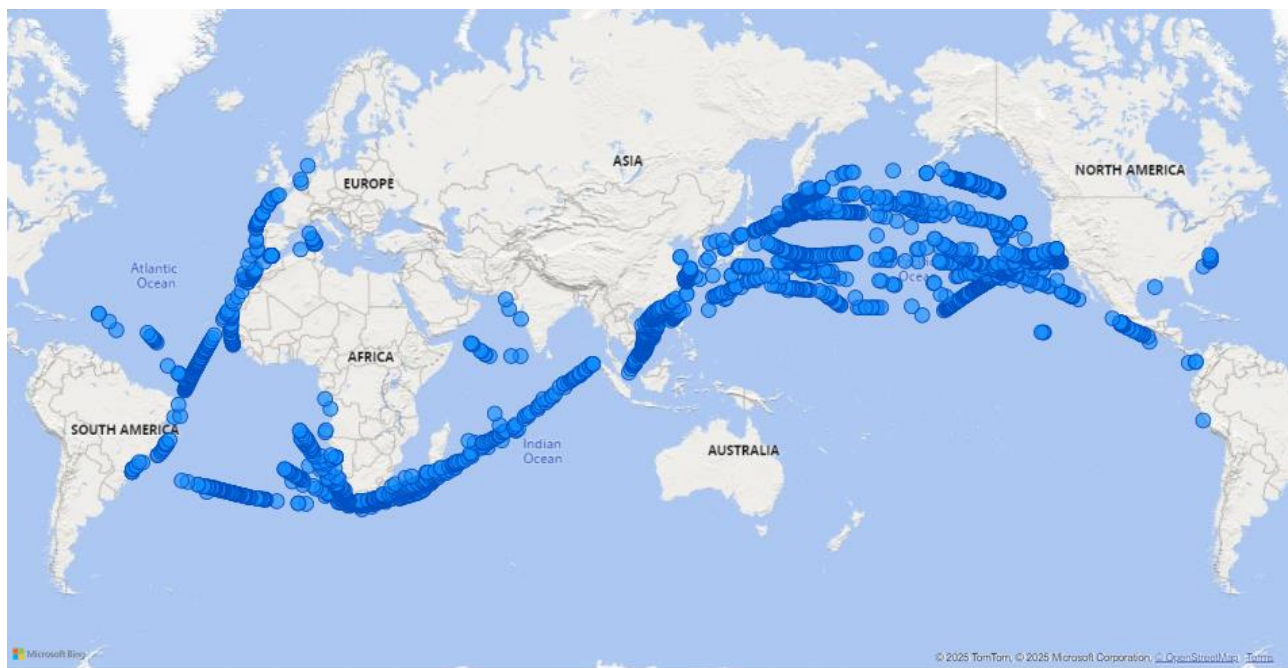 ASIA
NORTH AMERICA
EUROPE
Atlantic
Ocean
AFRICA
SOUTH AMERICA
Indian
Ocean
AUSTRALIA
Microsoft Bing
© 2025 TomTom, © 2025 Microsoft Corporation, © OpenStreetMap Terms